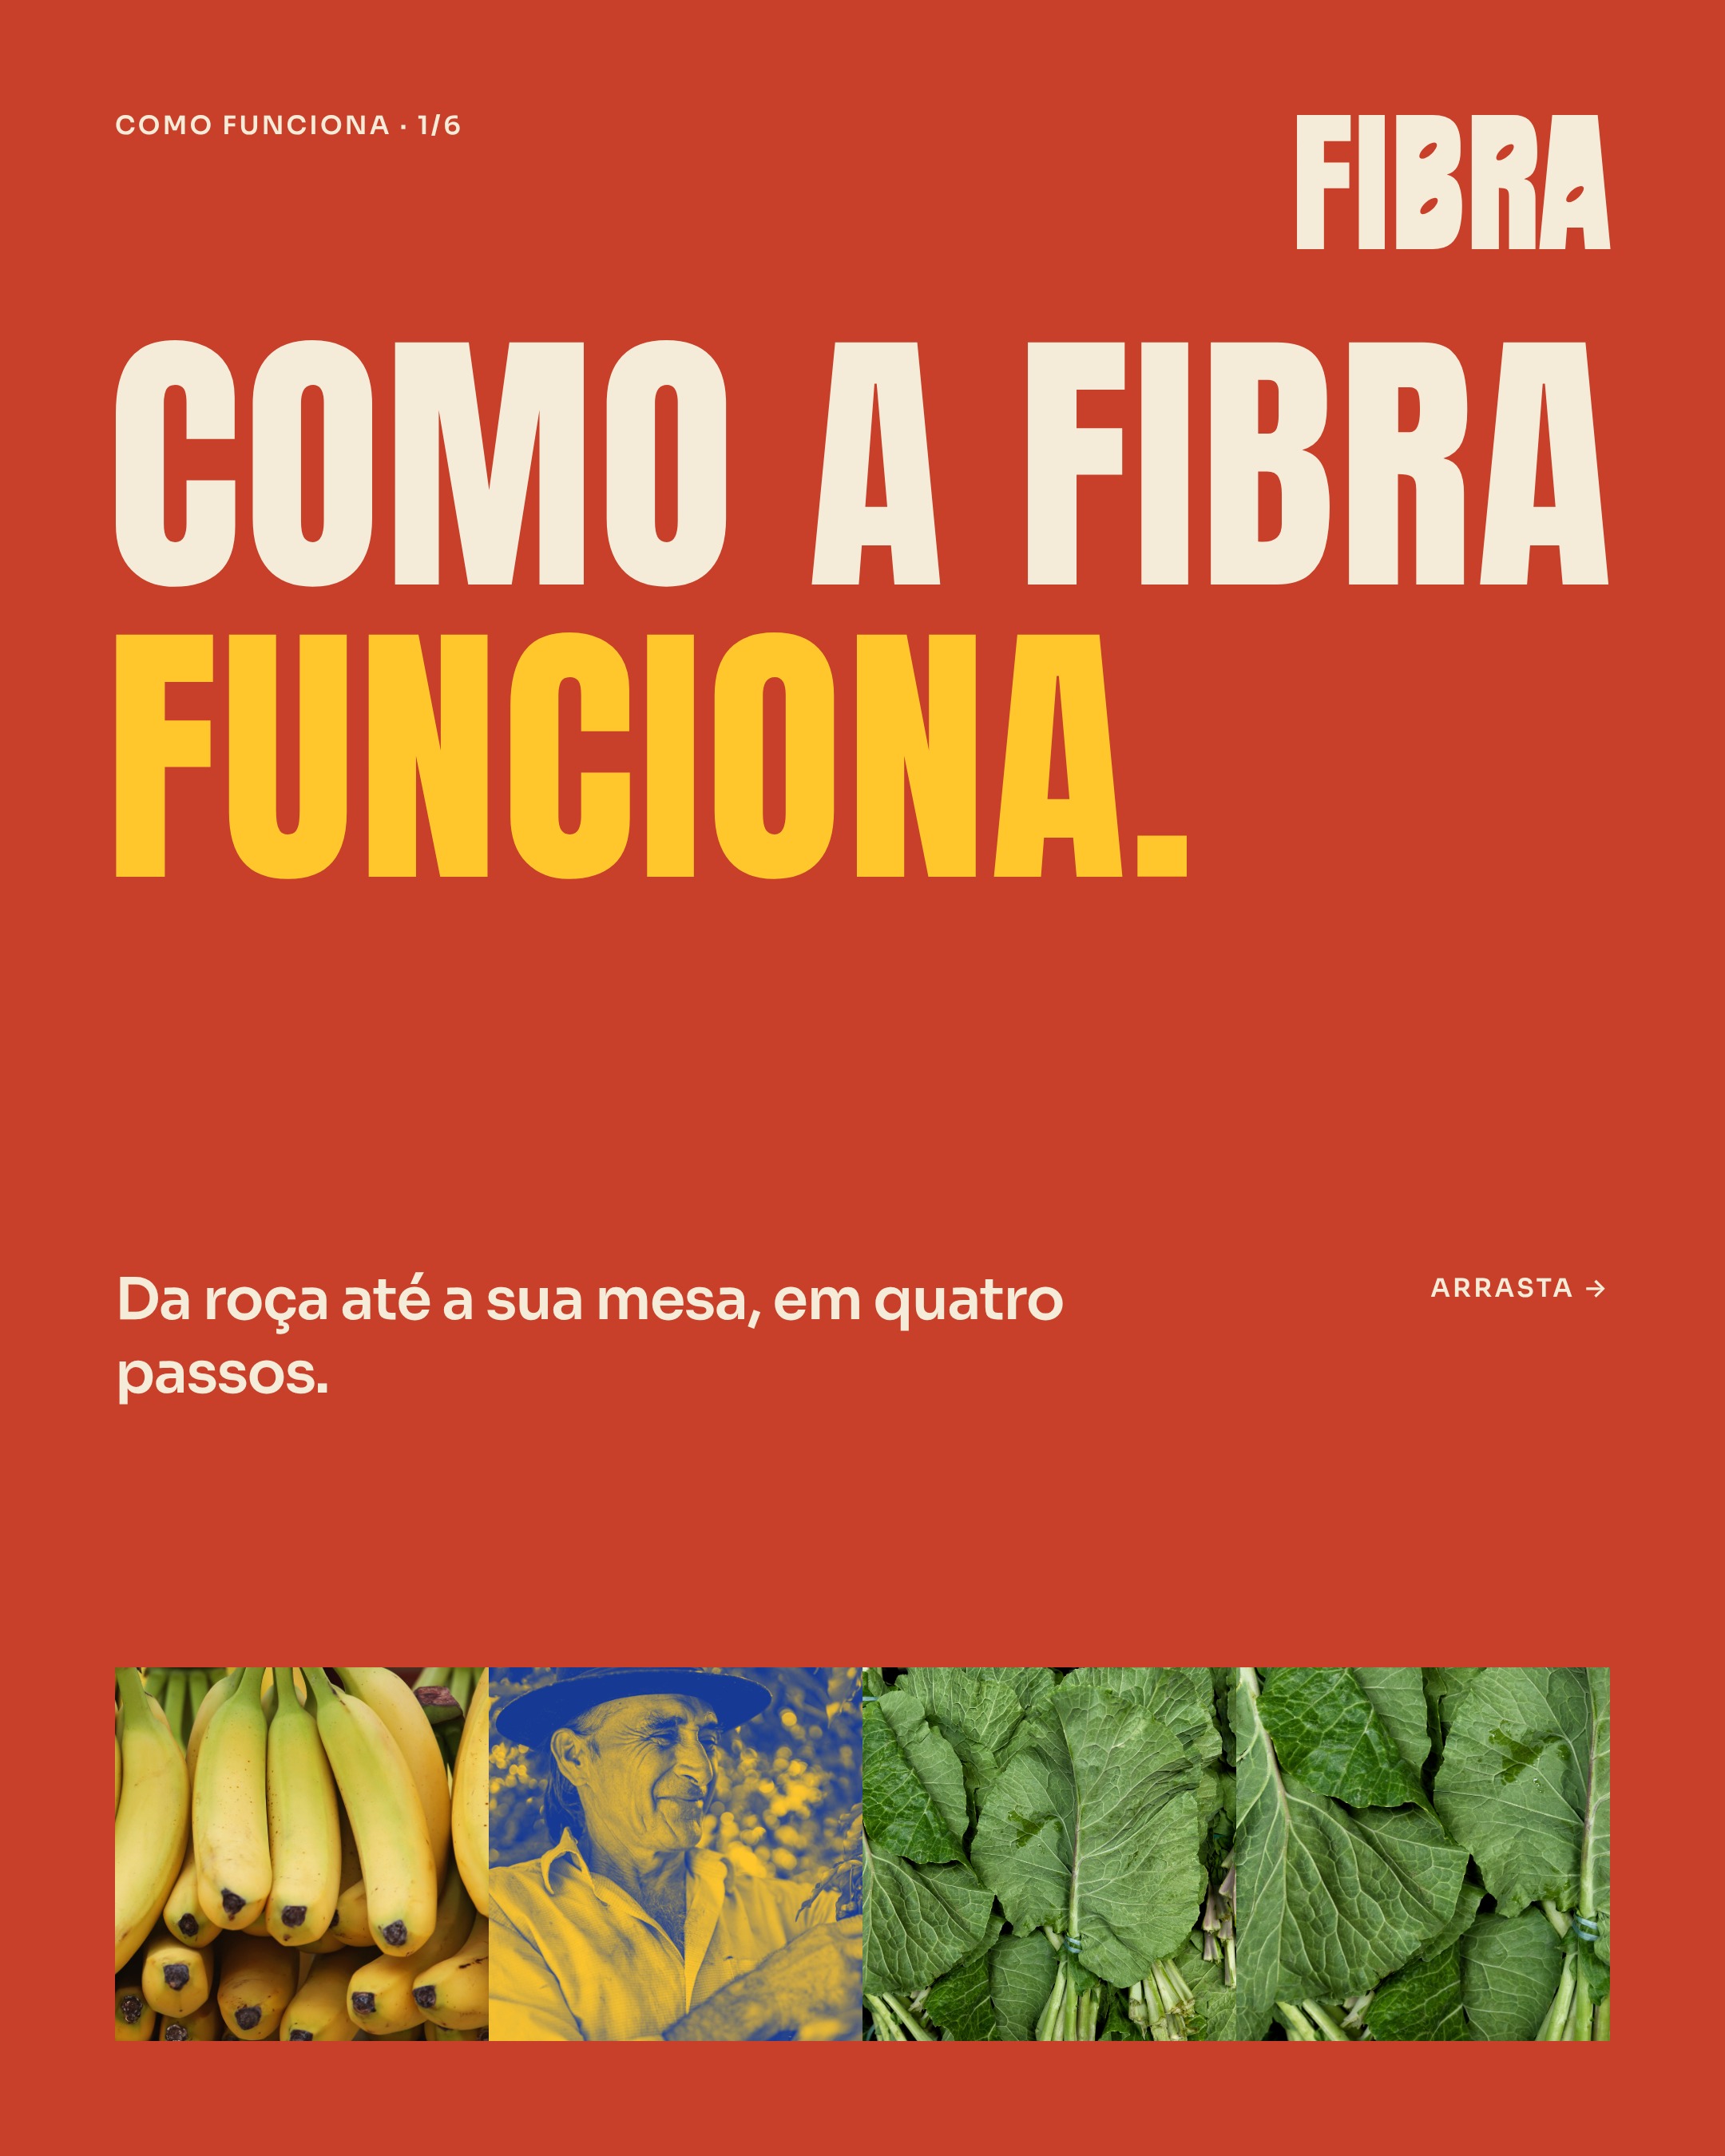 COMO FUNCIONA · 1/6
FIBRA
COMO A FIBRA
FUNCIONA.
Da roça até a sua mesa, em quatro
passos.
ARRASTA →